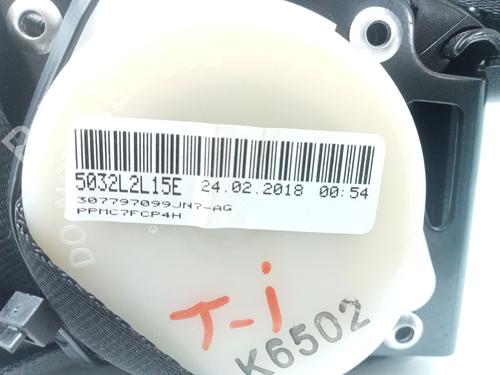 5032L2L15E 24.02.2018 00:54
307797099JN7-AG
PPMC7FCP4H
T-i
K6502